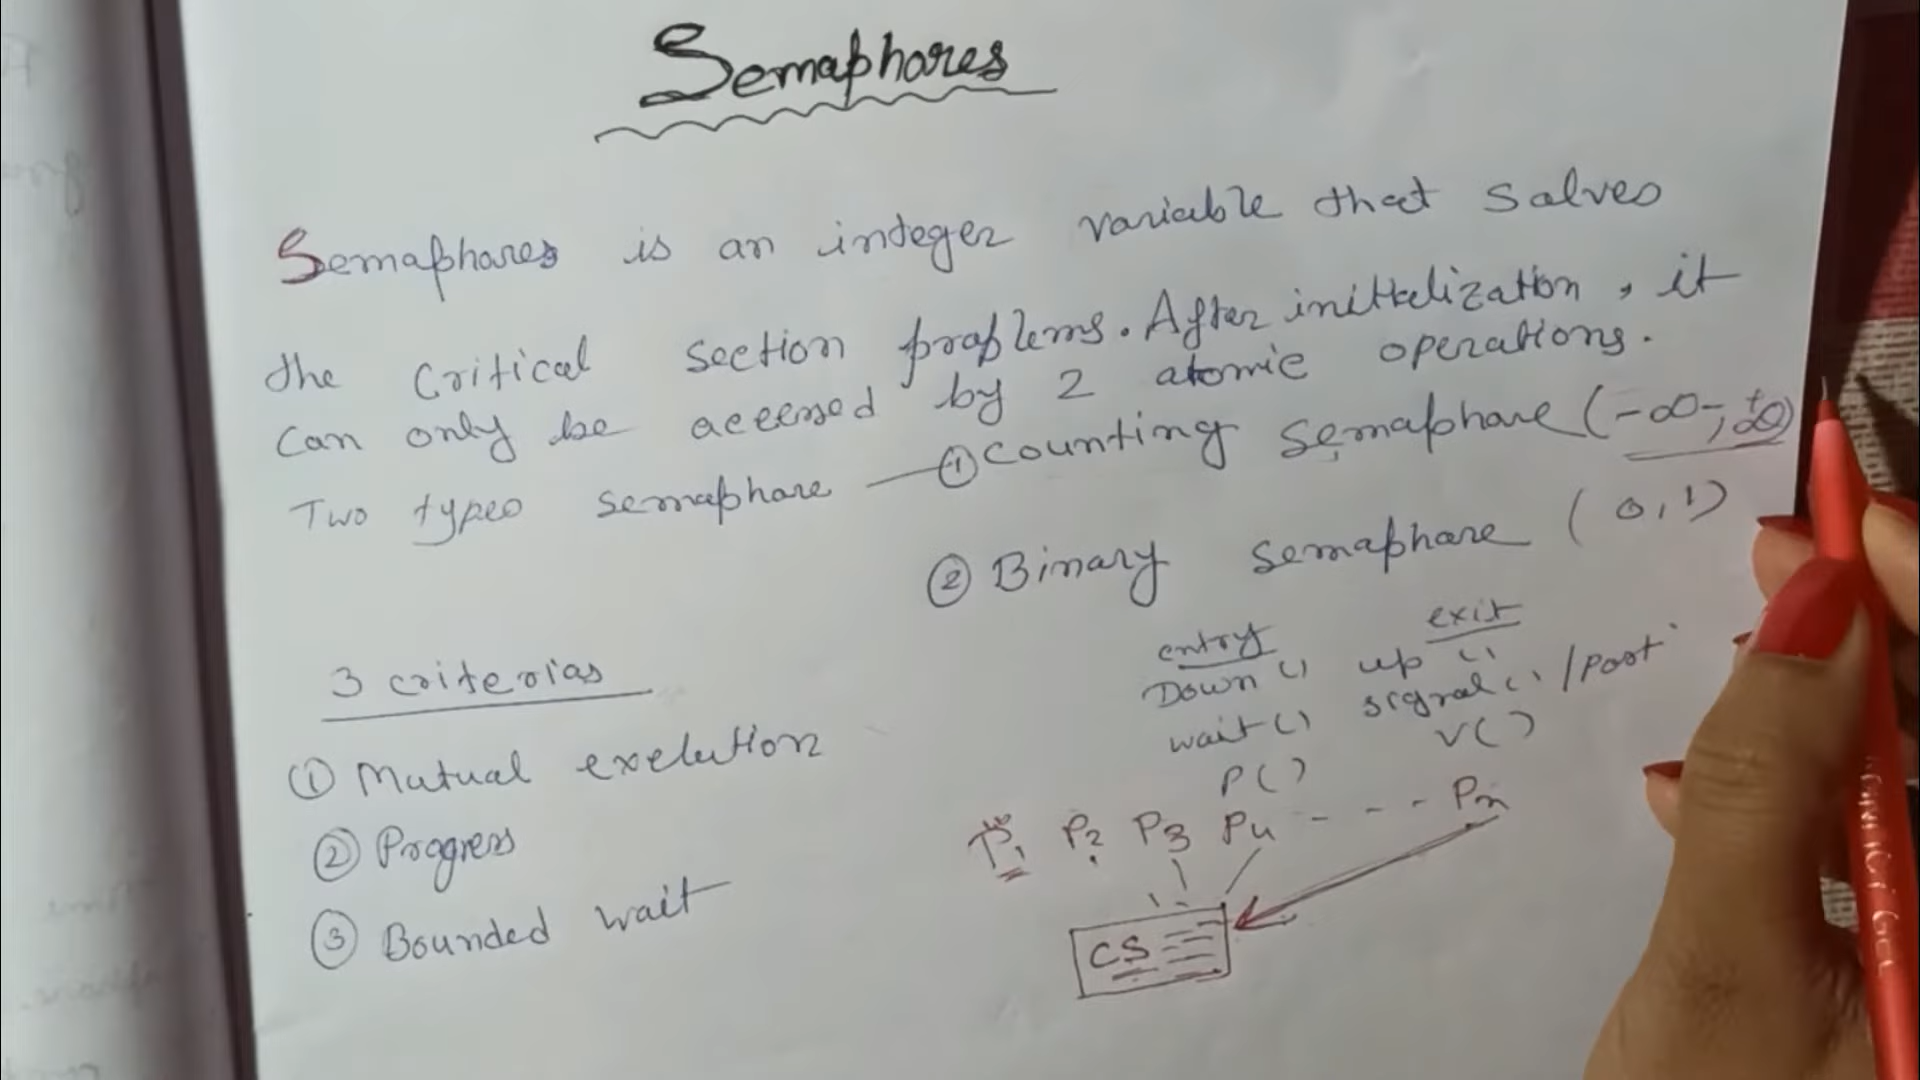 Semaphores
Semaphores is an integer variable that solves
the critical section problems. After initialization, it
can only be accessed by 2 atomic operations.
Two types semaphore — ① Counting Semaphore (-∞, +∞)
② Binary semaphore (0,1)
3 criterias
① Mutual exclution
② Progress
③ Bounded wait
entry exit
Down () up ()
wait () signal () / post
P() V()
P1 P2 P3 P4 - - - Pn
CS